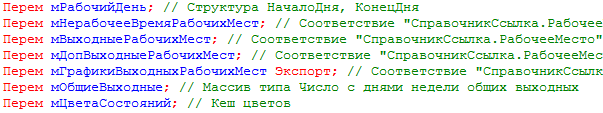 Перем мРабочийДень; // Структура НачалоДня, КонецДня
Перем мНерабочееВремяРабочихМест; // Соответствие "СправочникСсылка.Рабочее
Перем мВыходныеРабочихМест; // Соответствие "СправочникСсылка.РабочееМесто"
Перем мДопВыходныеРабочихМест; // Соответствие "СправочникСсылка.РабочееМес
Перем мГрафикиВыходныхРабочихМест Экспорт; // Соответствие "СправочникСсылк
Перем мОбщиеВыходные; // Массив типа Число с днями недели общих выходных
Перем мЦветаСостояний; // Кеш цветов